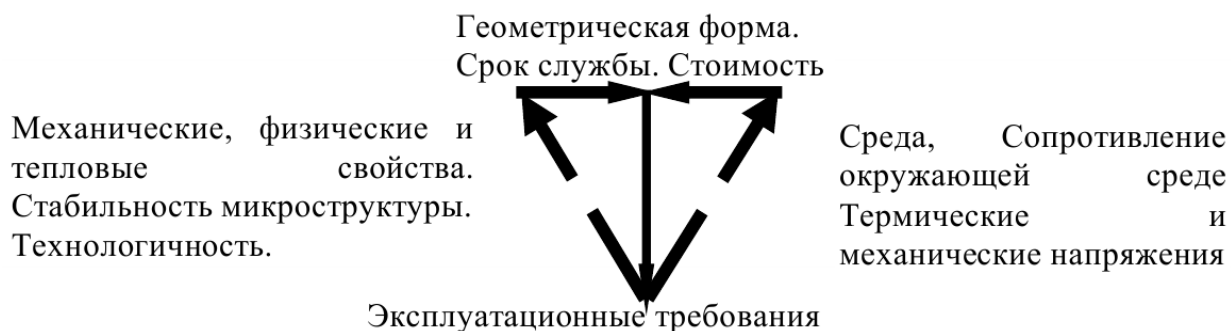 Геометрическая форма.
Срок службы. Стоимость
Механические, физические и
тепловые свойства.
Стабильность микроструктуры.
Технологичность.
Среда, Сопротивление
окружающей среде
Термические и
механические напряжения
Эксплуатационные требования